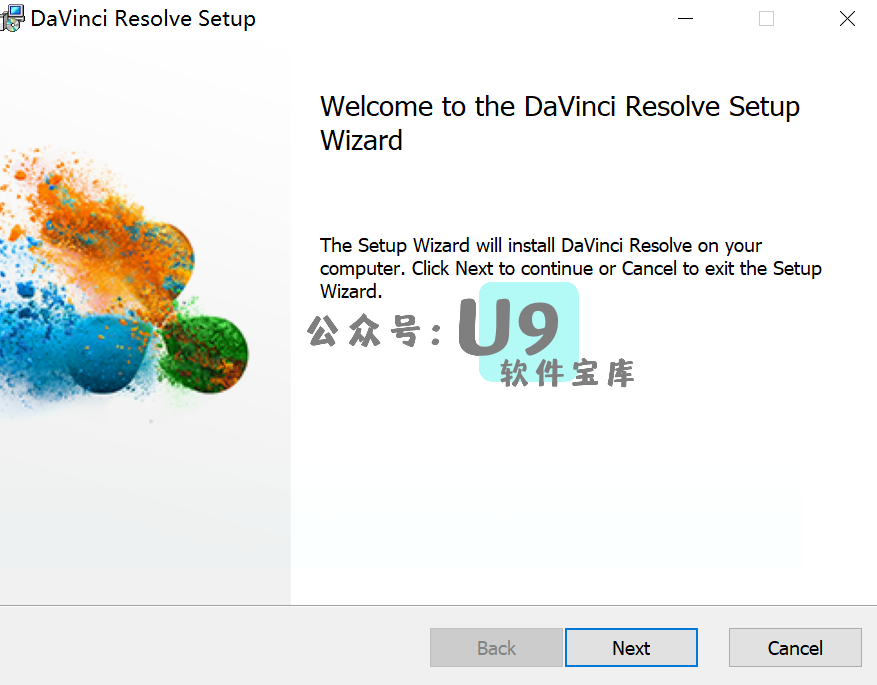 DaVinci Resolve Setup
Welcome to the DaVinci Resolve Setup
Wizard
The Setup Wizard will install DaVinci Resolve on your
computer. Click Next to continue or Cancel to exit the Setup
Wizard.
公众号:U9
软件宝库
Back
Next
Cancel